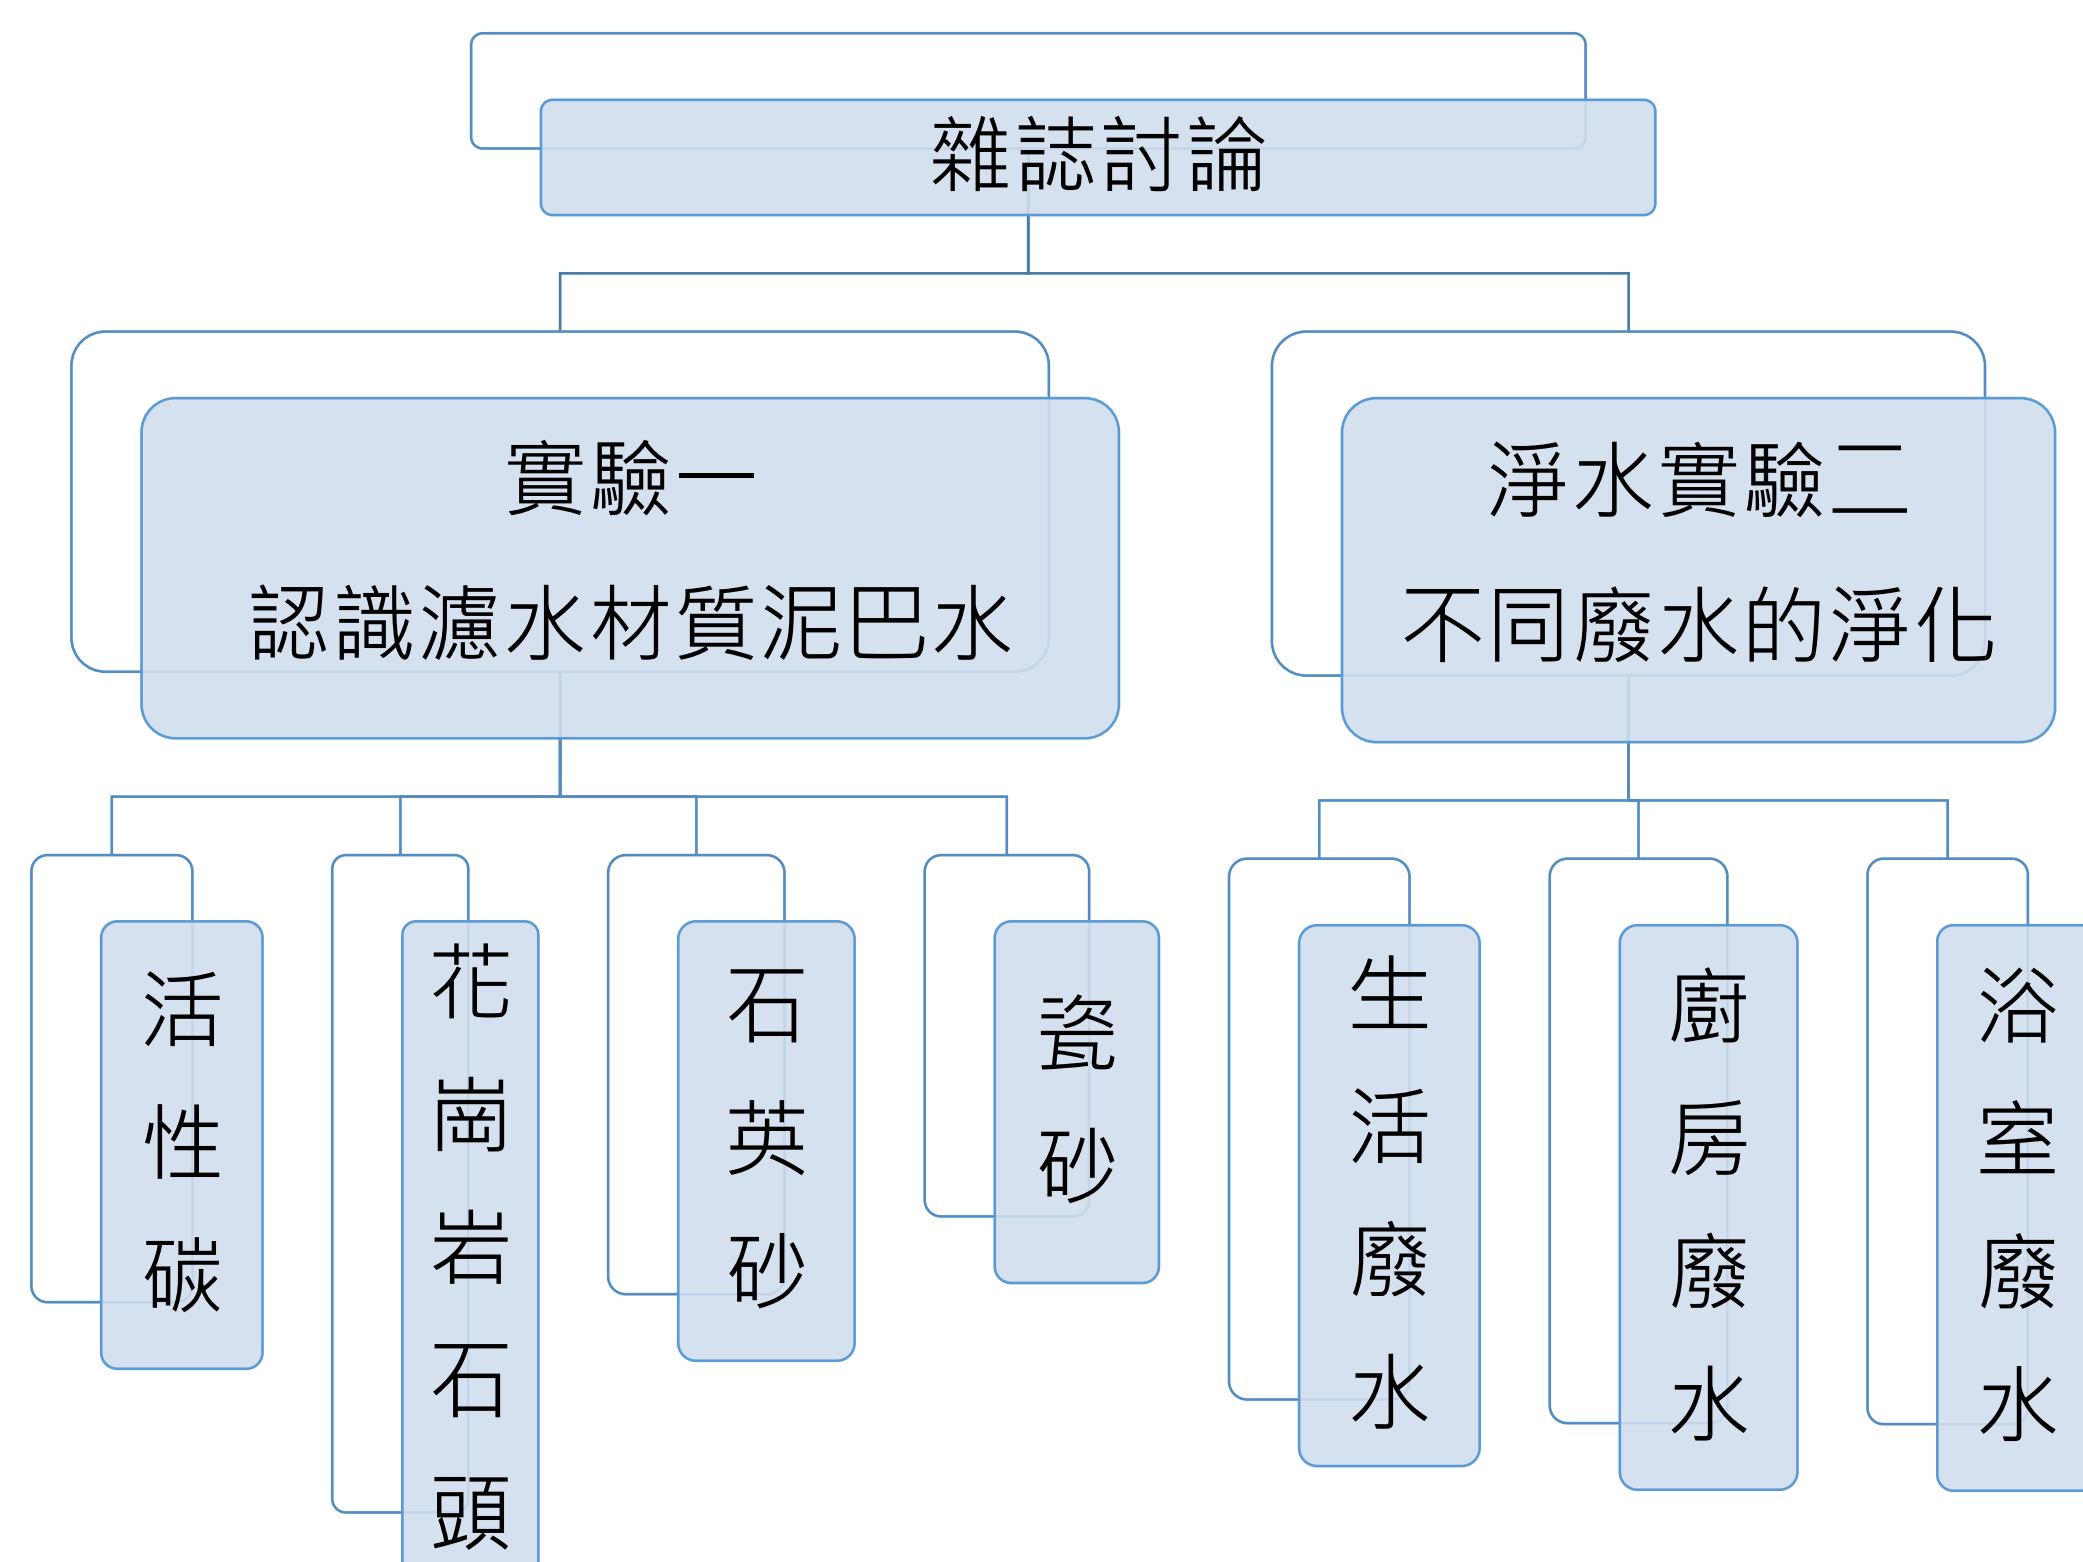 雜誌討論
實驗一
認識濾水材質泥巴水
淨水實驗二
不同廢水的淨化
活性碳
花崗岩石頭
石英砂
瓷砂
生活廢水
廚房廢水
浴室廢水